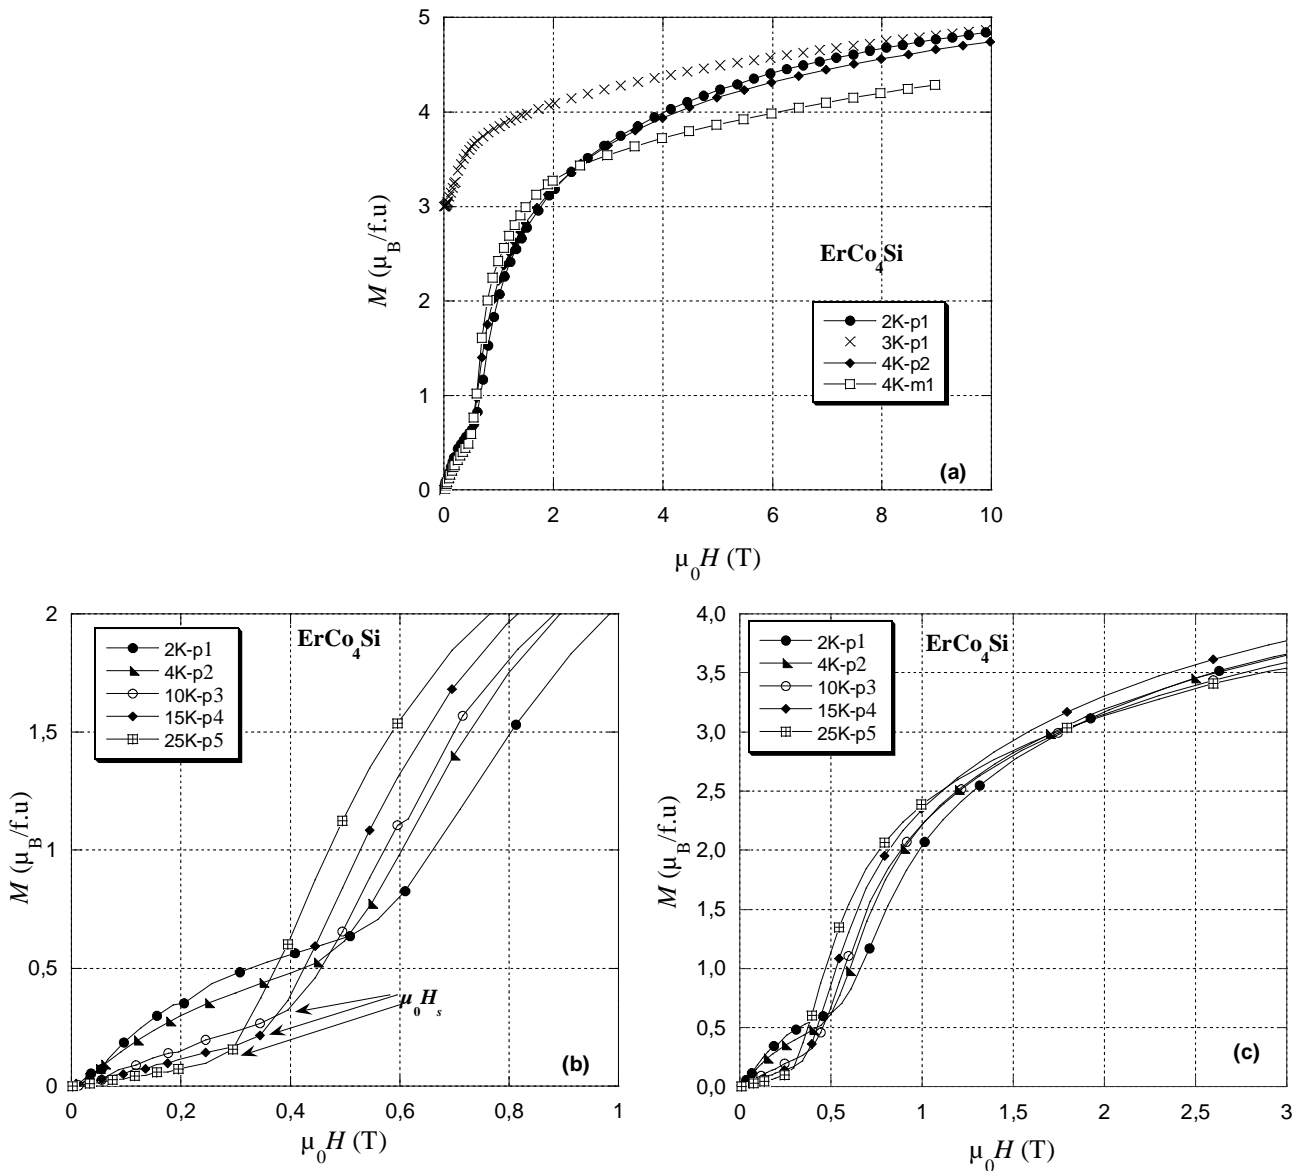 5
4
3
2
1
0
M (μB/f.u)
ErCo4Si
2K-p1
3K-p1
4K-p2
4K-m1
(a)
0 2 4 6 8 10
μ0H (T)
2
1,5
1
0,5
0
M (μB/f.u)
ErCo4Si
2K-p1
4K-p2
10K-p3
15K-p4
25K-p5
μ0Hs
(b)
0 0,2 0,4 0,6 0,8 1
μ0H (T)
4,0
3,5
3,0
2,5
2,0
1,5
1,0
0,5
0,0
M (μB/f.u)
ErCo4Si
2K-p1
4K-p2
10K-p3
15K-p4
25K-p5
(c)
0 0,5 1 1,5 2 2,5 3
μ0H (T)